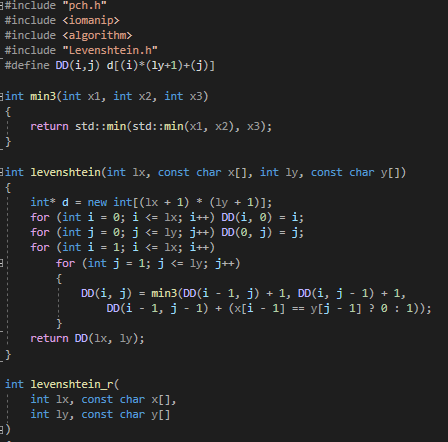 #include "pch.h"
#include <iomanip>
#include <algorithm>
#include "Levenshtein.h"
#define DD(i,j) d[(i)*(ly+1)+(j)]
int min3(int x1, int x2, int x3)
{
return std::min(std::min(x1, x2), x3);
}
int levenshtein(int lx, const char x[], int ly, const char y[])
{
int* d = new int[(lx + 1) * (ly + 1)];
for (int i = 0; i <= lx; i++) DD(i, 0) = i;
for (int j = 0; j <= ly; j++) DD(0, j) = j;
for (int i = 1; i <= lx; i++)
for (int j = 1; j <= ly; j++)
{
DD(i, j) = min3(DD(i - 1, j) + 1, DD(i, j - 1) + 1,
DD(i - 1, j - 1) + (x[i - 1] == y[j - 1] ? 0 : 1));
}
return DD(lx, ly);
}
int levenshtein_r(
int lx, const char x[],
int ly, const char y[]
)